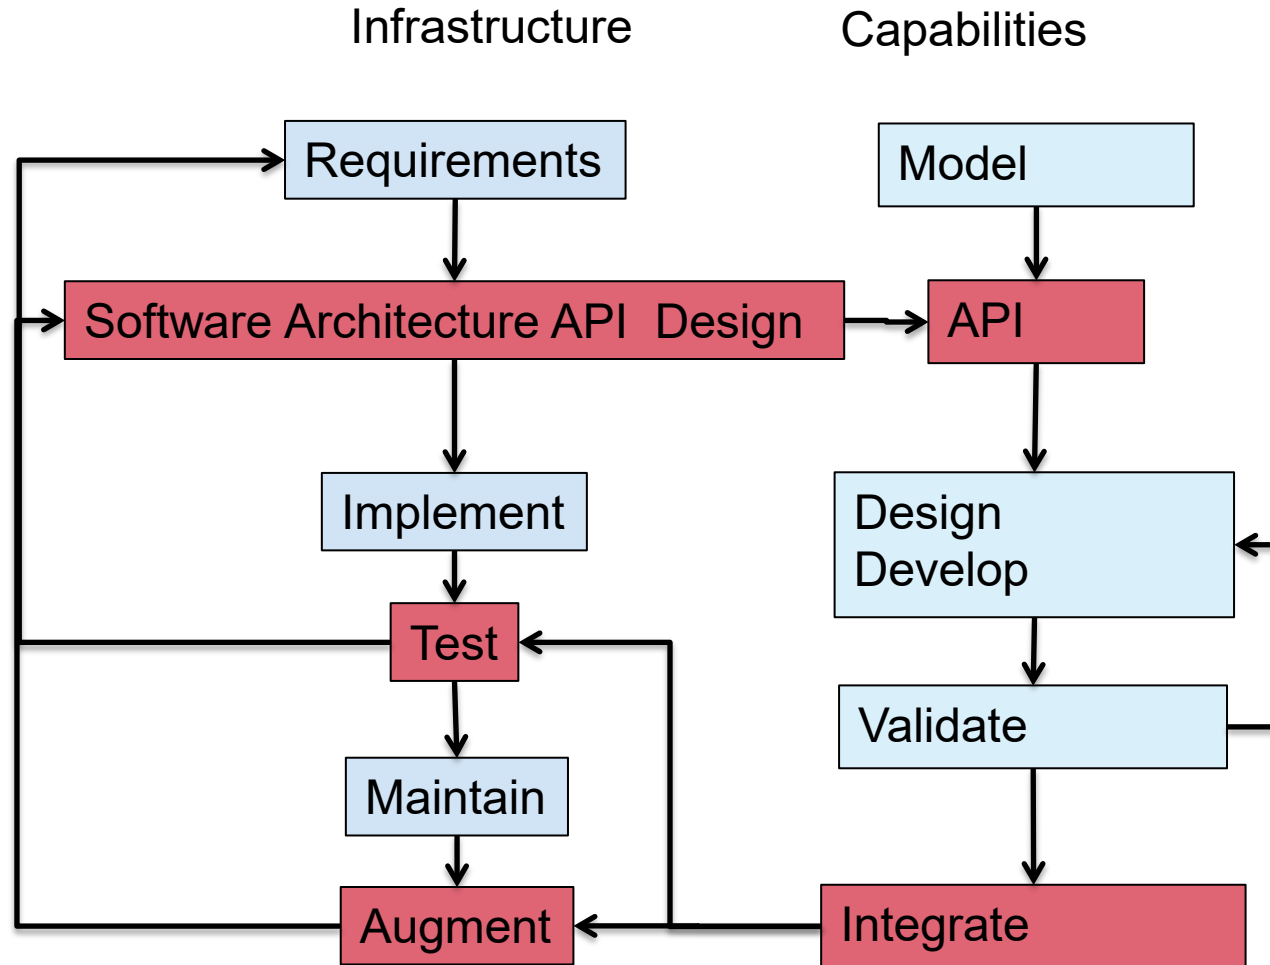 Infrastructure
Capabilities
Requirements
Model
Software Architecture API  Design
API
Implement
Design
Develop
Test
Validate
Maintain
Augment
Integrate